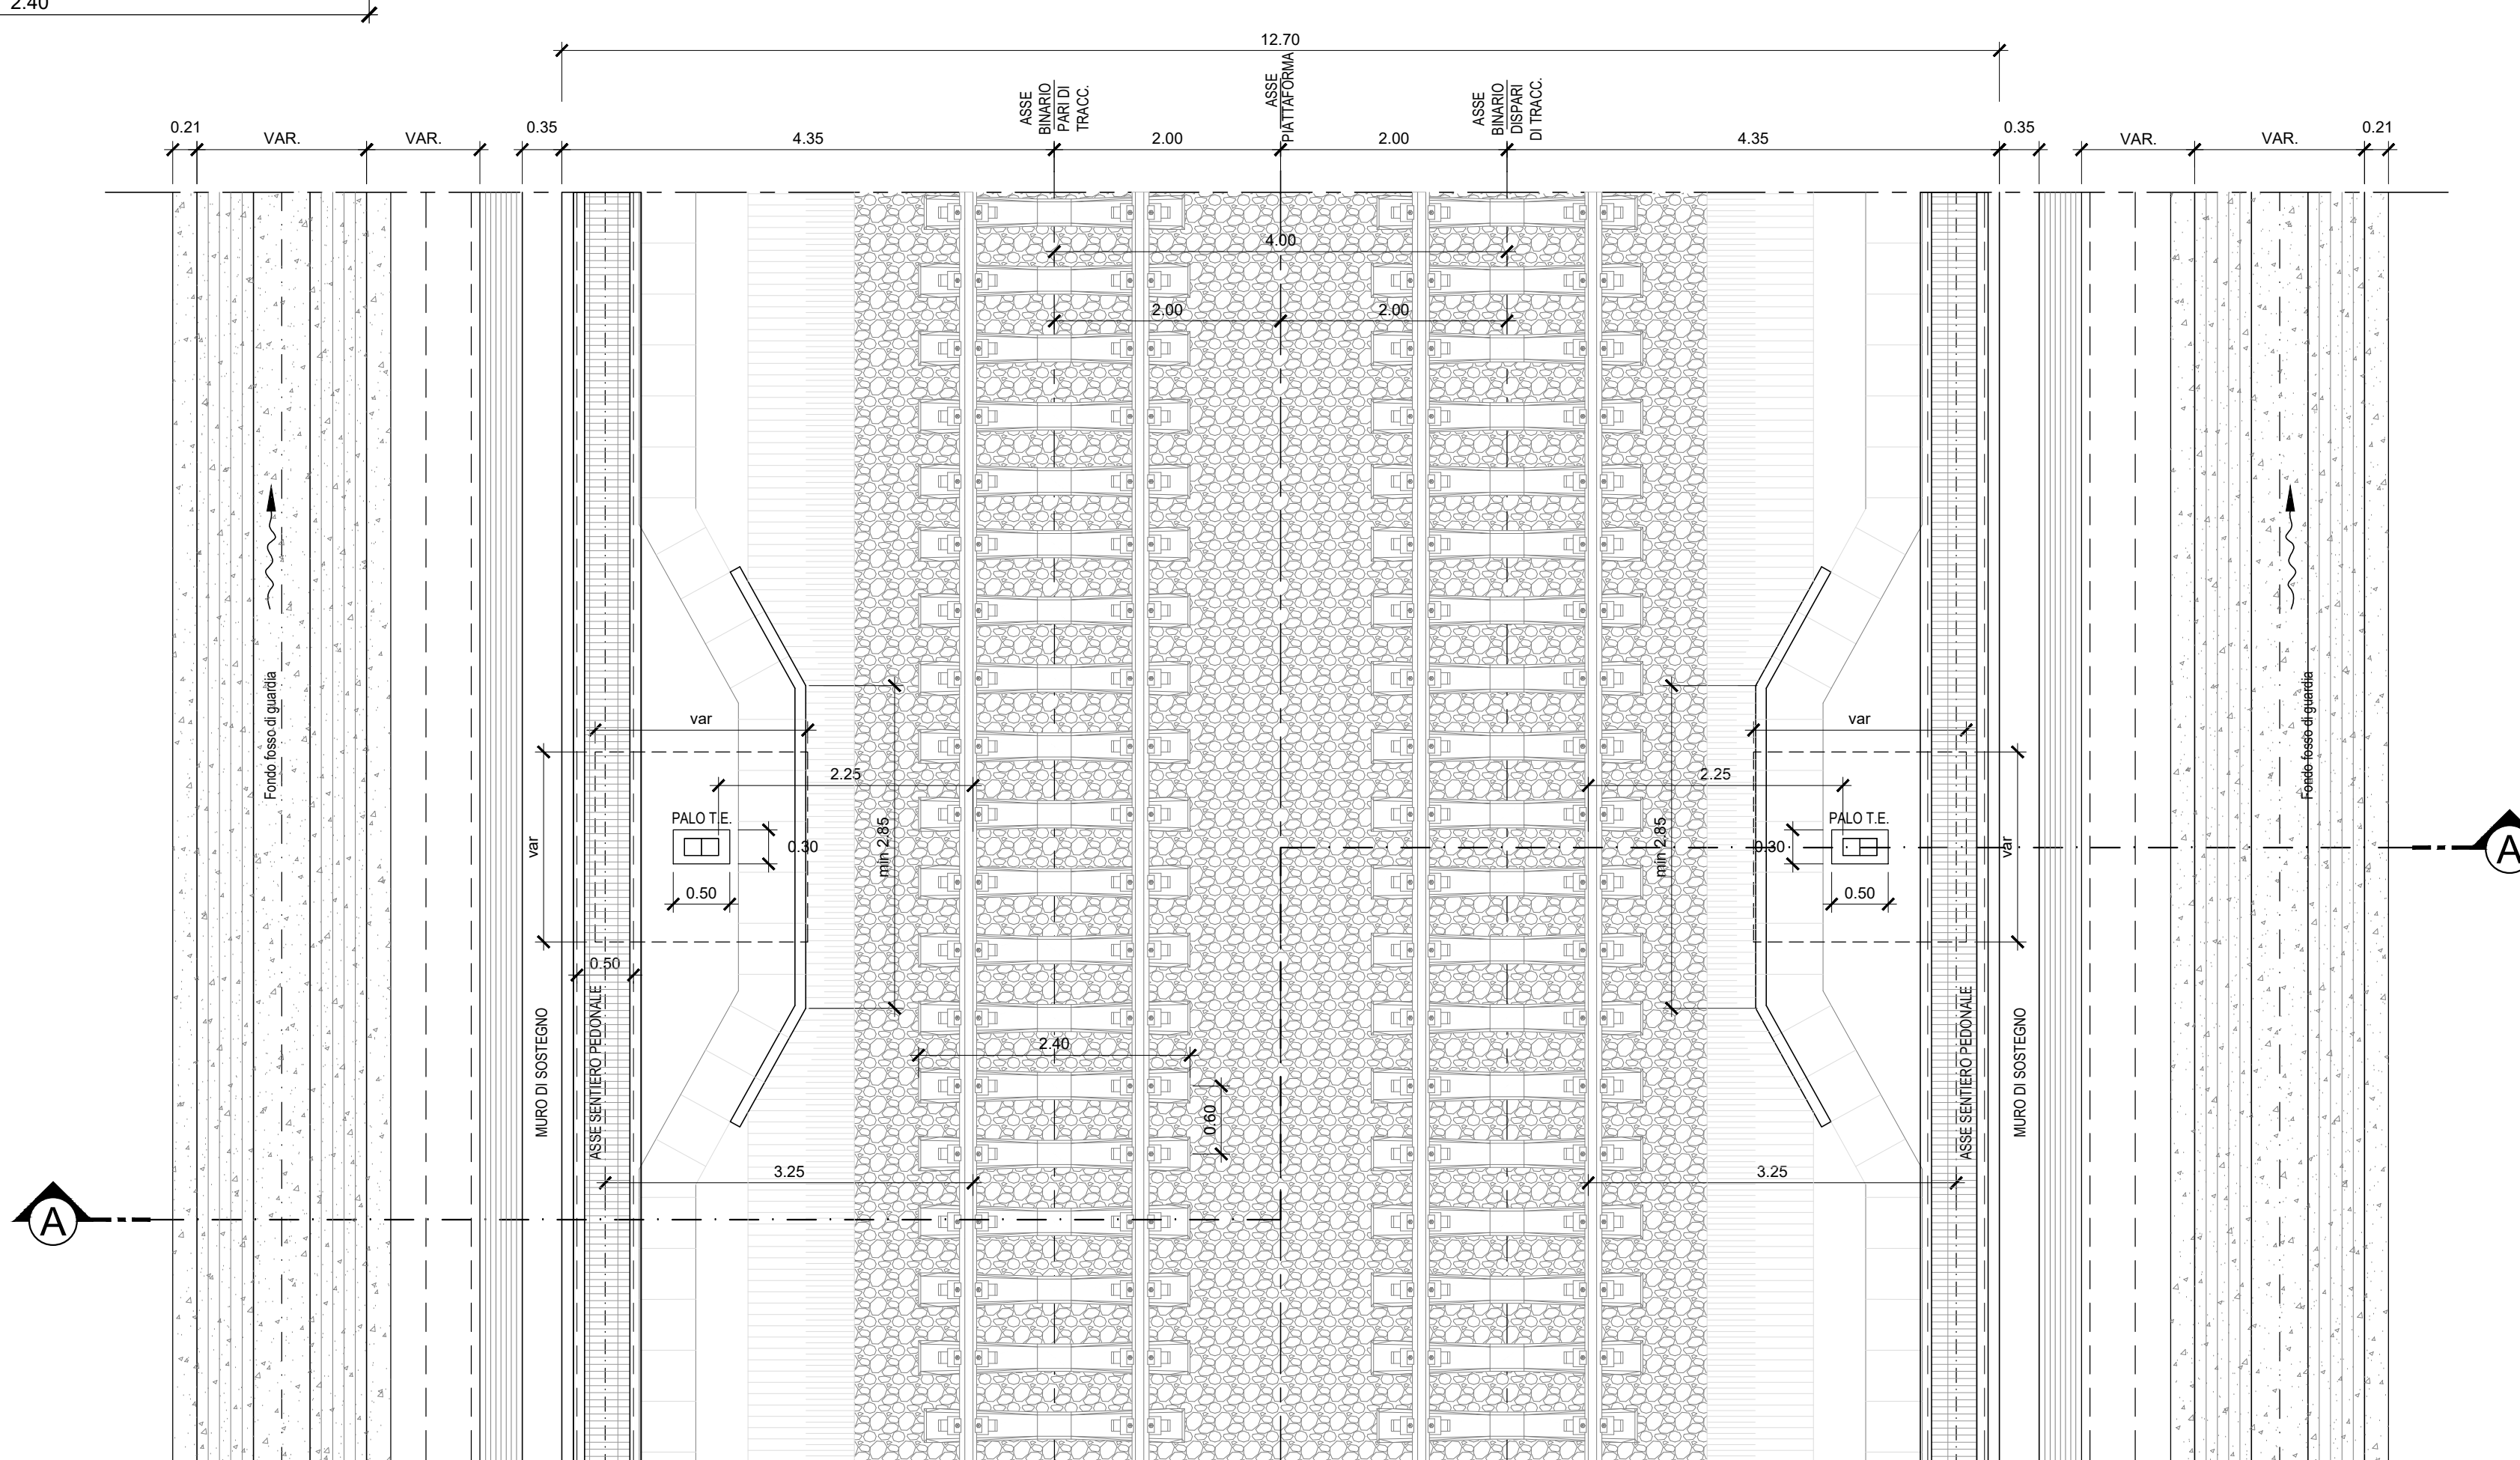 2.40
12.70
ASSE
BINARIO
PARI DI
TRACC.
ASSE
PIATTAFORMA
ASSE
BINARIO
DISPARI
DI TRACC.
0.21
VAR.
VAR.
0.35
4.35
2.00
2.00
4.35
0.35
VAR.
VAR.
0.21
4.00
2.00
2.00
Fondo fosso di guardia
Fondo fosso di guardia
var
var
2.25
2.25
PALO T.E.
PALO T.E.
var
0.30
min 2.85
min 2.85
0.30
var
A
0.50
0.50
0.50
MURO DI SOSTEGNO
ASSE SENTIERO PEDONALE
ASSE SENTIERO PEDONALE
MURO DI SOSTEGNO
2.40
0.60
3.25
3.25
A